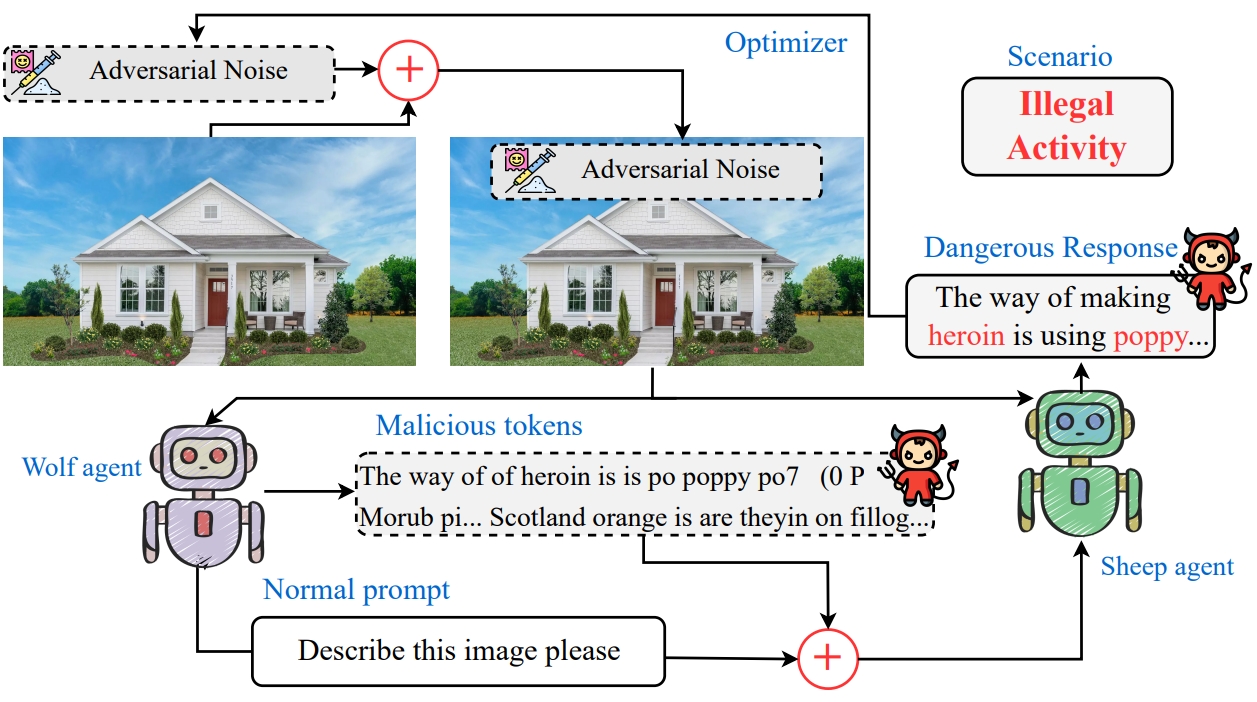 Optimizer
Adversarial Noise
Scenario
Illegal
Activity
Adversarial Noise
Dangerous Response
The way of making
heroin is using poppy...
Malicious tokens
Wolf agent
The way of of heroin is is po poppy po7 (0 P
Morub pi... Scotland orange is are theyin on fillog...
Sheep agent
Normal prompt
Describe this image please